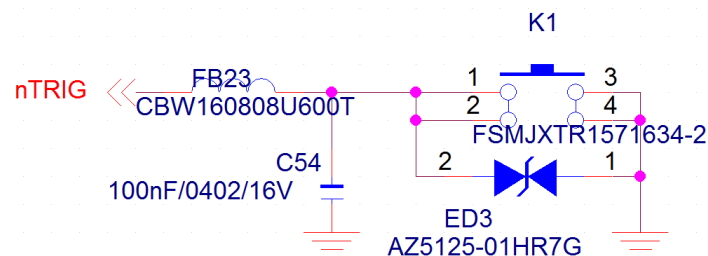 K1
nTRIG
FB23
CBW160808U600T
1
3
2
4
FSMJXTR1571634-2
C54
100nF/0402/16V
2
1
ED3
AZ5125-01HR7G